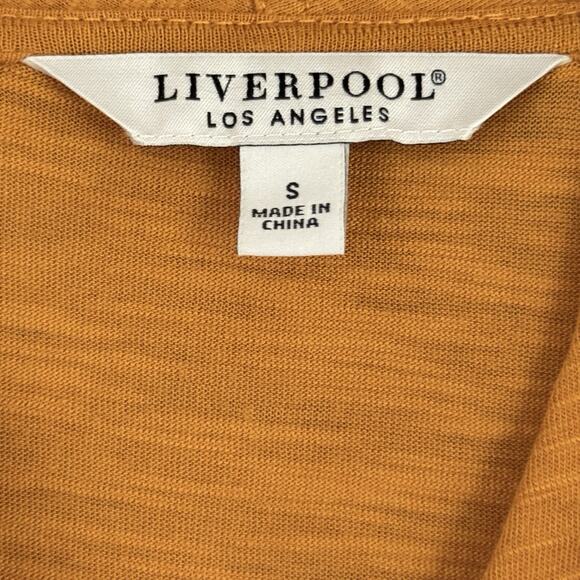 LIVERPOOL®
LOS ANGELES
S
MADE IN
CHINA